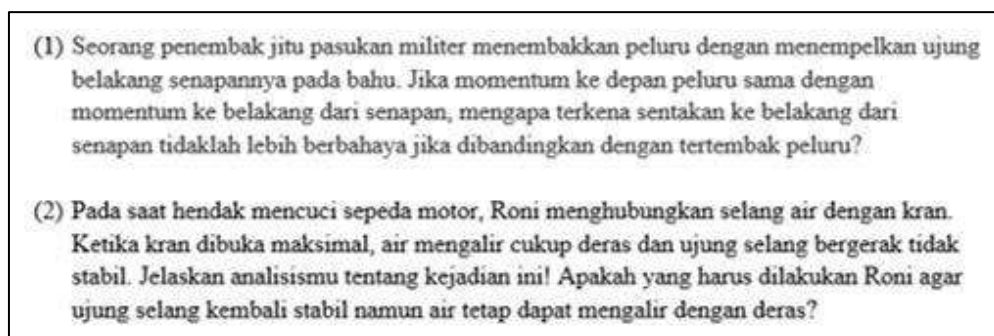 (1) Seorang penembak jitu pasukan militer menembakkan peluru dengan menempelkan ujung
belakang senapannya pada bahu. Jika momentum ke depan peluru sama dengan
momentum ke belakang dari senapan, mengapa terkena sentakan ke belakang dari
senapan tidaklah lebih berbahaya jika dibandingkan dengan tertembak peluru?
(2) Pada saat hendak mencuci sepeda motor, Roni menghubungkan selang air dengan kran.
Ketika kran dibuka maksimal, air mengalir cukup deras dan ujung selang bergerak tidak
stabil. Jelaskan analisismu tentang kejadian ini! Apakah yang harus dilakukan Roni agar
ujung selang kembali stabil namun air tetap dapat mengalir dengan deras?